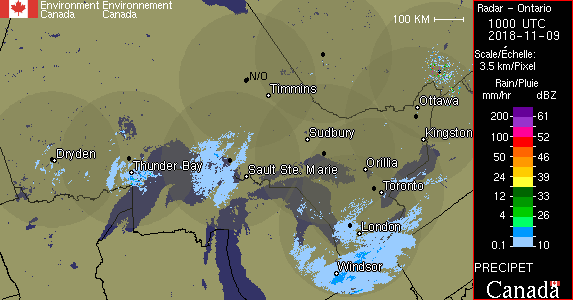 Environment Environnement
Canada Canada
100 KM
N/O
Timmins
Ottawa
Sudbury
Kingston
Dryden
Thunder Bay
Sault Ste. Marie
Orillia
Toronto
London
Windsor
Radar - Ontario
1000 UTC
2018-11-09
Scale/Échelle:
3.5 km/Pixel
Rain/Pluie
mm/hr dBZ
200 61
100 52
50 46
24 39
12 33
4 26
0.1 10
PRECIPET
Canada